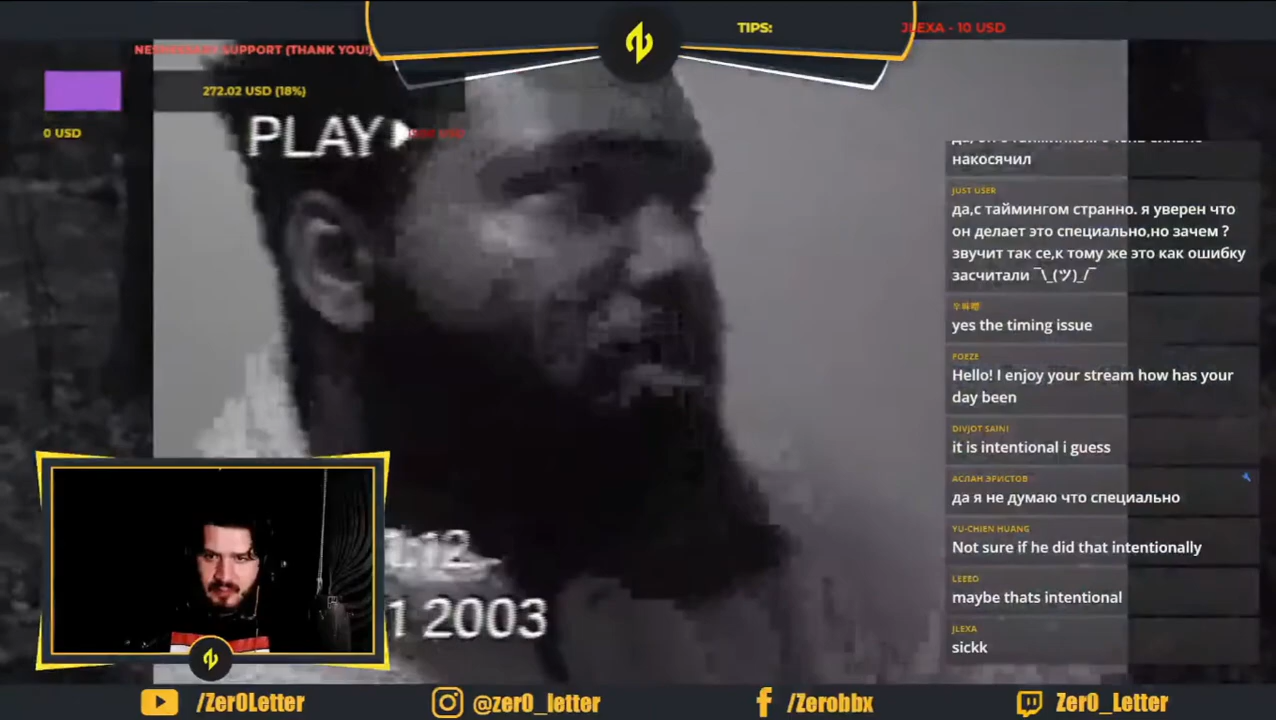 TIPS:
JLEXA - 10 USD
SUPPORT (THANK YOU!)
272.02 USD (18%)
0 USD
PLAY
накосячил
JUST USER
да,с таймингом странно. я уверен что
он делает это специально,но зачем ?
звучит так се,к тому же это как ошибку
засчитали ¯\_(ツ)_/¯
yes the timing issue
POEZE
Hello! I enjoy your stream how has your
day been
DIVJOT SAINI
it is intentional i guess
АСЛАН ЭРИСТОВ
да я не думаю что специально
YU-CHIEN HUANG
Not sure if he did that intentionally
LEEEO
maybe thats intentional
JLEXA
sickk
:12
1 2003
/Zer0Letter
@zer0_letter
/Zerobbx
Zer0_Letter